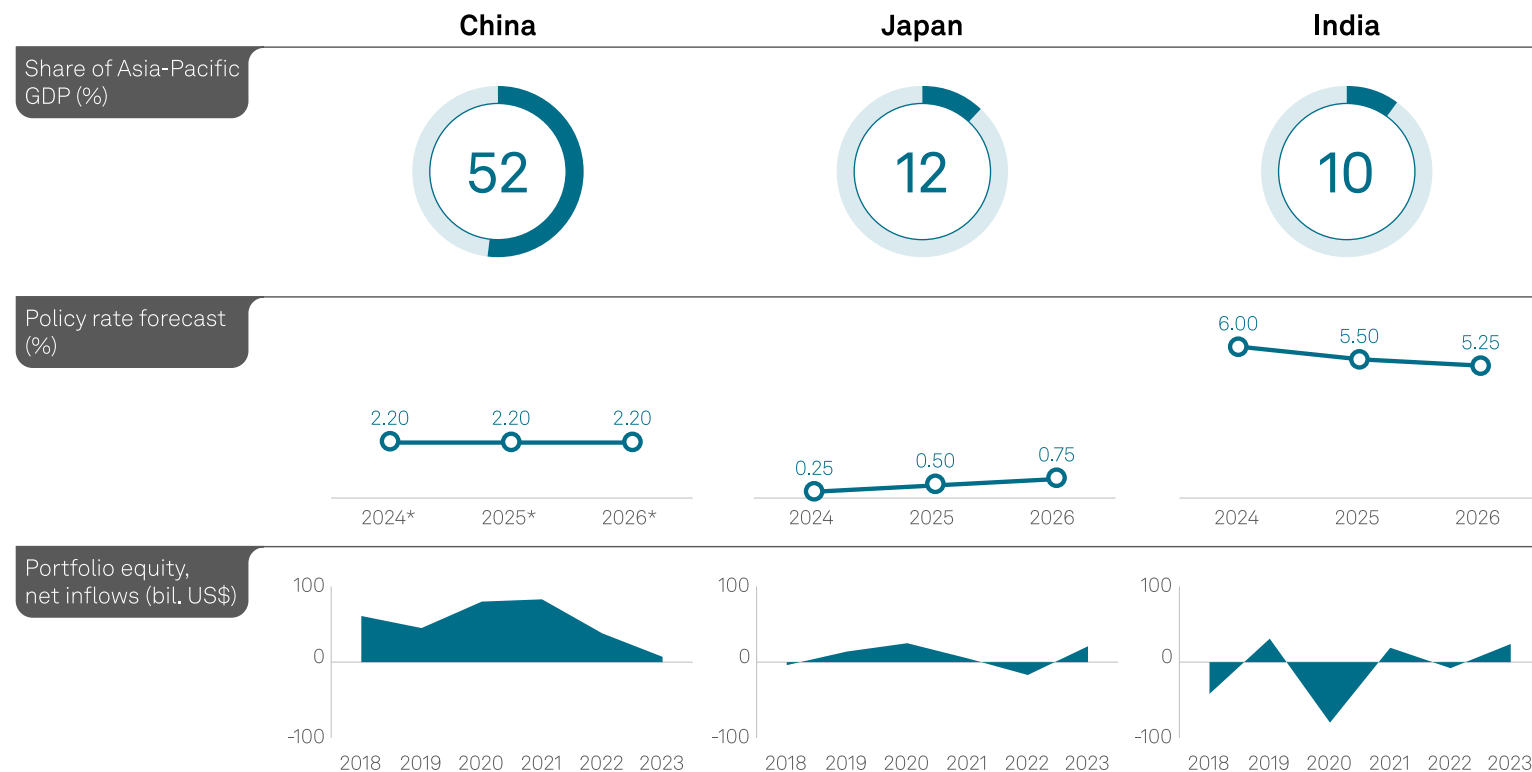 China
Japan
India
Share of Asia-Pacific
GDP (%)
52
12
10
Policy rate forecast
(%)
2.20
2.20
2.20
2024*
2025*
2026*
0.25
0.50
0.75
2024
2025
2026
6.00
5.50
5.25
2024
2025
2026
Portfolio equity,
net inflows (bil. US$)
100
0
-100
2018 2019 2020 2021 2022 2023
100
0
-100
2018 2019 2020 2021 2022 2023
100
0
-100
2018 2019 2020 2021 2022 2023